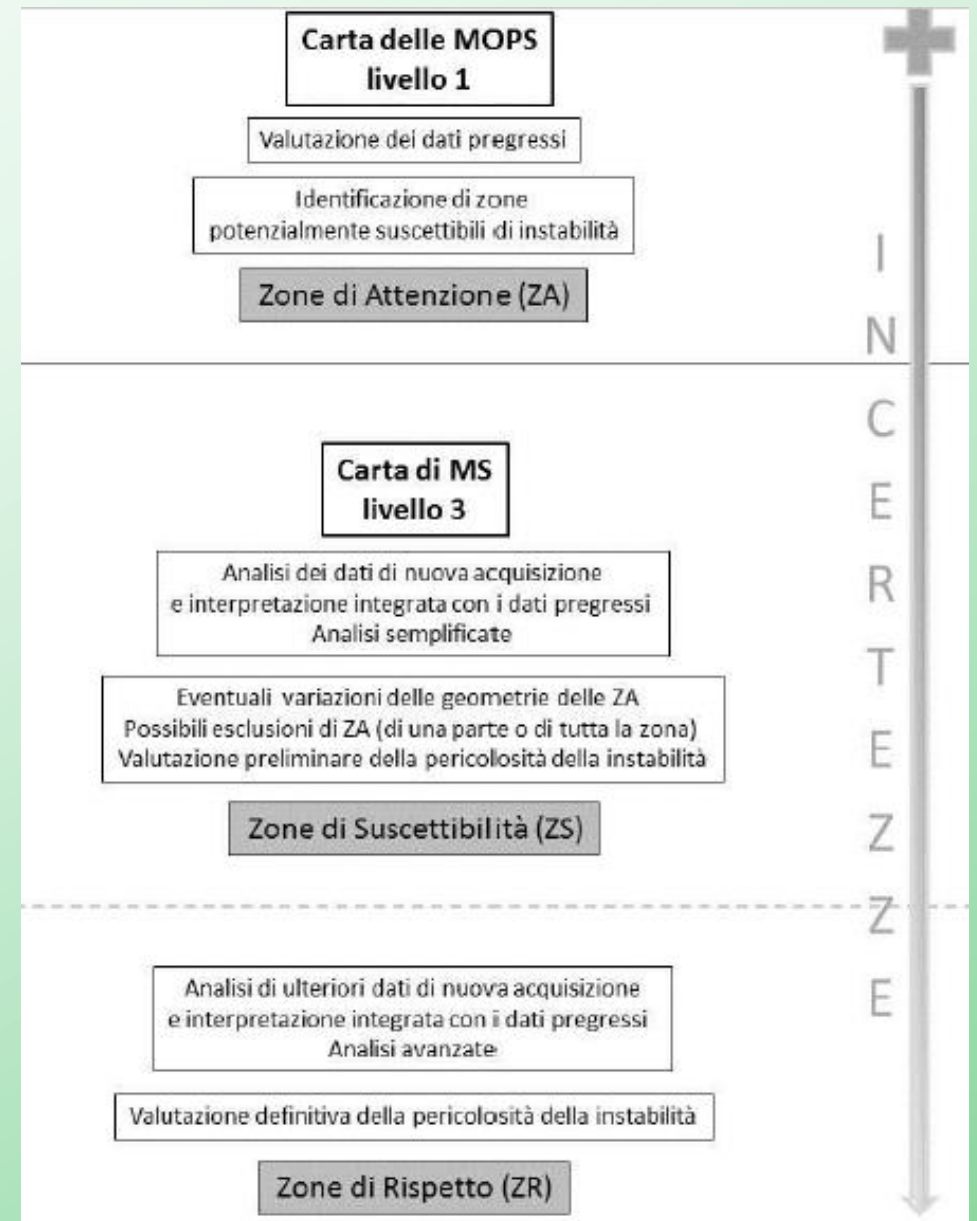 Carta delle MOPS
livello 1
Valutazione dei dati pregressi
Identificazione di zone
potenzialmente suscettibili di instabilità
Zone di Attenzione (ZA)
Carta di MS
livello 3
Analisi dei dati di nuova acquisizione
e interpretazione integrata con i dati pregressi
Analisi semplificate
Eventuali variazioni delle geometrie delle ZA
Possibili esclusioni di ZA (di una parte o di tutta la zona)
Valutazione preliminare della pericolosità della instabilità
Zone di Suscettibilità (ZS)
Analisi di ulteriori dati di nuova acquisizione
e interpretazione integrata con i dati pregressi
Analisi avanzate
Valutazione definitiva della pericolosità della instabilità
Zone di Rispetto (ZR)
INCERTEZZE